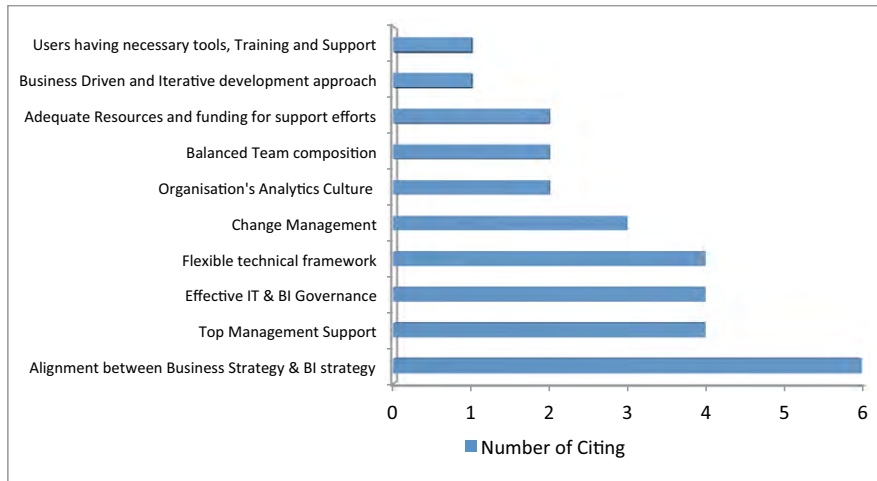 Users having necessary tools, Training and Support
Business Driven and Iterative development approach
Adequate Resources and funding for support efforts
Balanced Team composition
Organisation's Analytics Culture
Change Management
Flexible technical framework
Effective IT & BI Governance
Top Management Support
Alignment between Business Strategy & BI strategy
0 1 2 3 4 5 6
Number of Citing